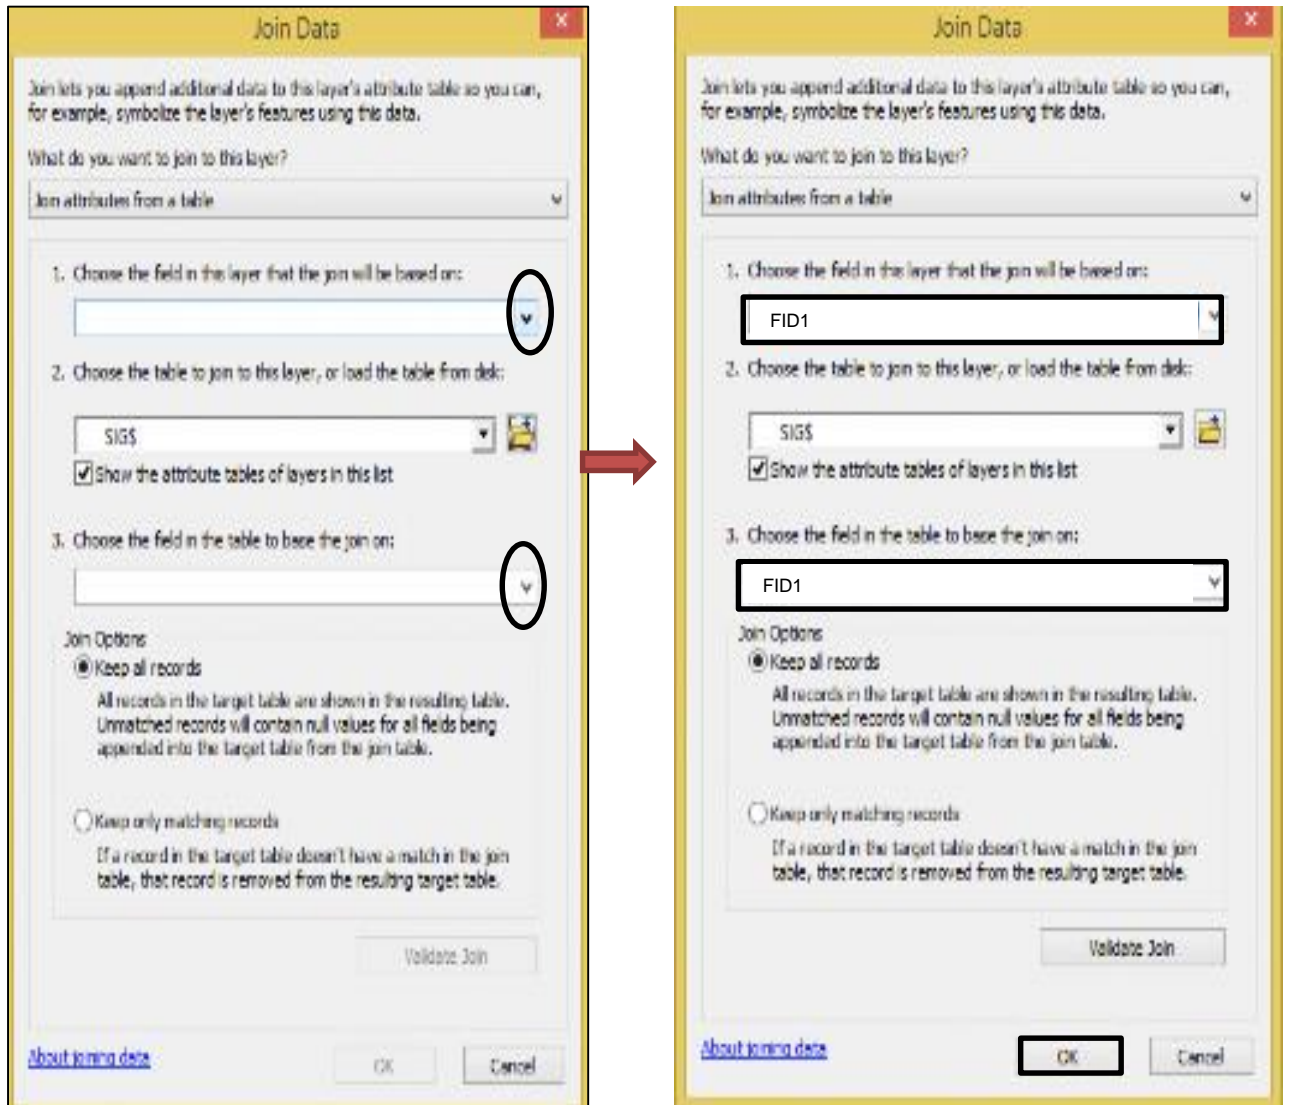 Join Data
Join lets you append additional data to this layer's attribute table so you can,
for example, symbolize the layer's features using this data.
What do you want to join to this layer?
Join attributes from a table
1. Choose the field in this layer that the join will be based on:
2. Choose the table to join to this layer, or load the table from disk:
SIG$
Show the attribute tables of layers in this list
3. Choose the field in the table to base the join on:
Join Options
Keep all records
All records in the target table are shown in the resulting table.
Unmatched records will contain null values for all fields being
appended into the target table from the join table.
Keep only matching records
If a record in the target table doesn't have a match in the join
table, that record is removed from the resulting target table.
Validate Join
About joining data
OK
Cancel
Join Data
Join lets you append additional data to this layer's attribute table so you can,
for example, symbolize the layer's features using this data.
What do you want to join to this layer?
Join attributes from a table
1. Choose the field in this layer that the join will be based on:
FID1
2. Choose the table to join to this layer, or load the table from disk:
SIG$
Show the attribute tables of layers in this list
3. Choose the field in the table to base the join on:
FID1
Join Options
Keep all records
All records in the target table are shown in the resulting table.
Unmatched records will contain null values for all fields being
appended into the target table from the join table.
Keep only matching records
If a record in the target table doesn't have a match in the join
table, that record is removed from the resulting target table.
Validate Join
About joining data
OK
Cancel